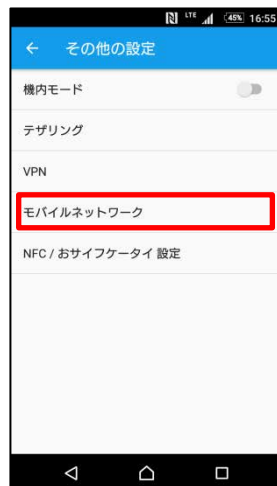 LTE 45% 16:55
その他の設定
機内モード
テザリング
VPN
モバイルネットワーク
NFC / おサイフケータイ 設定